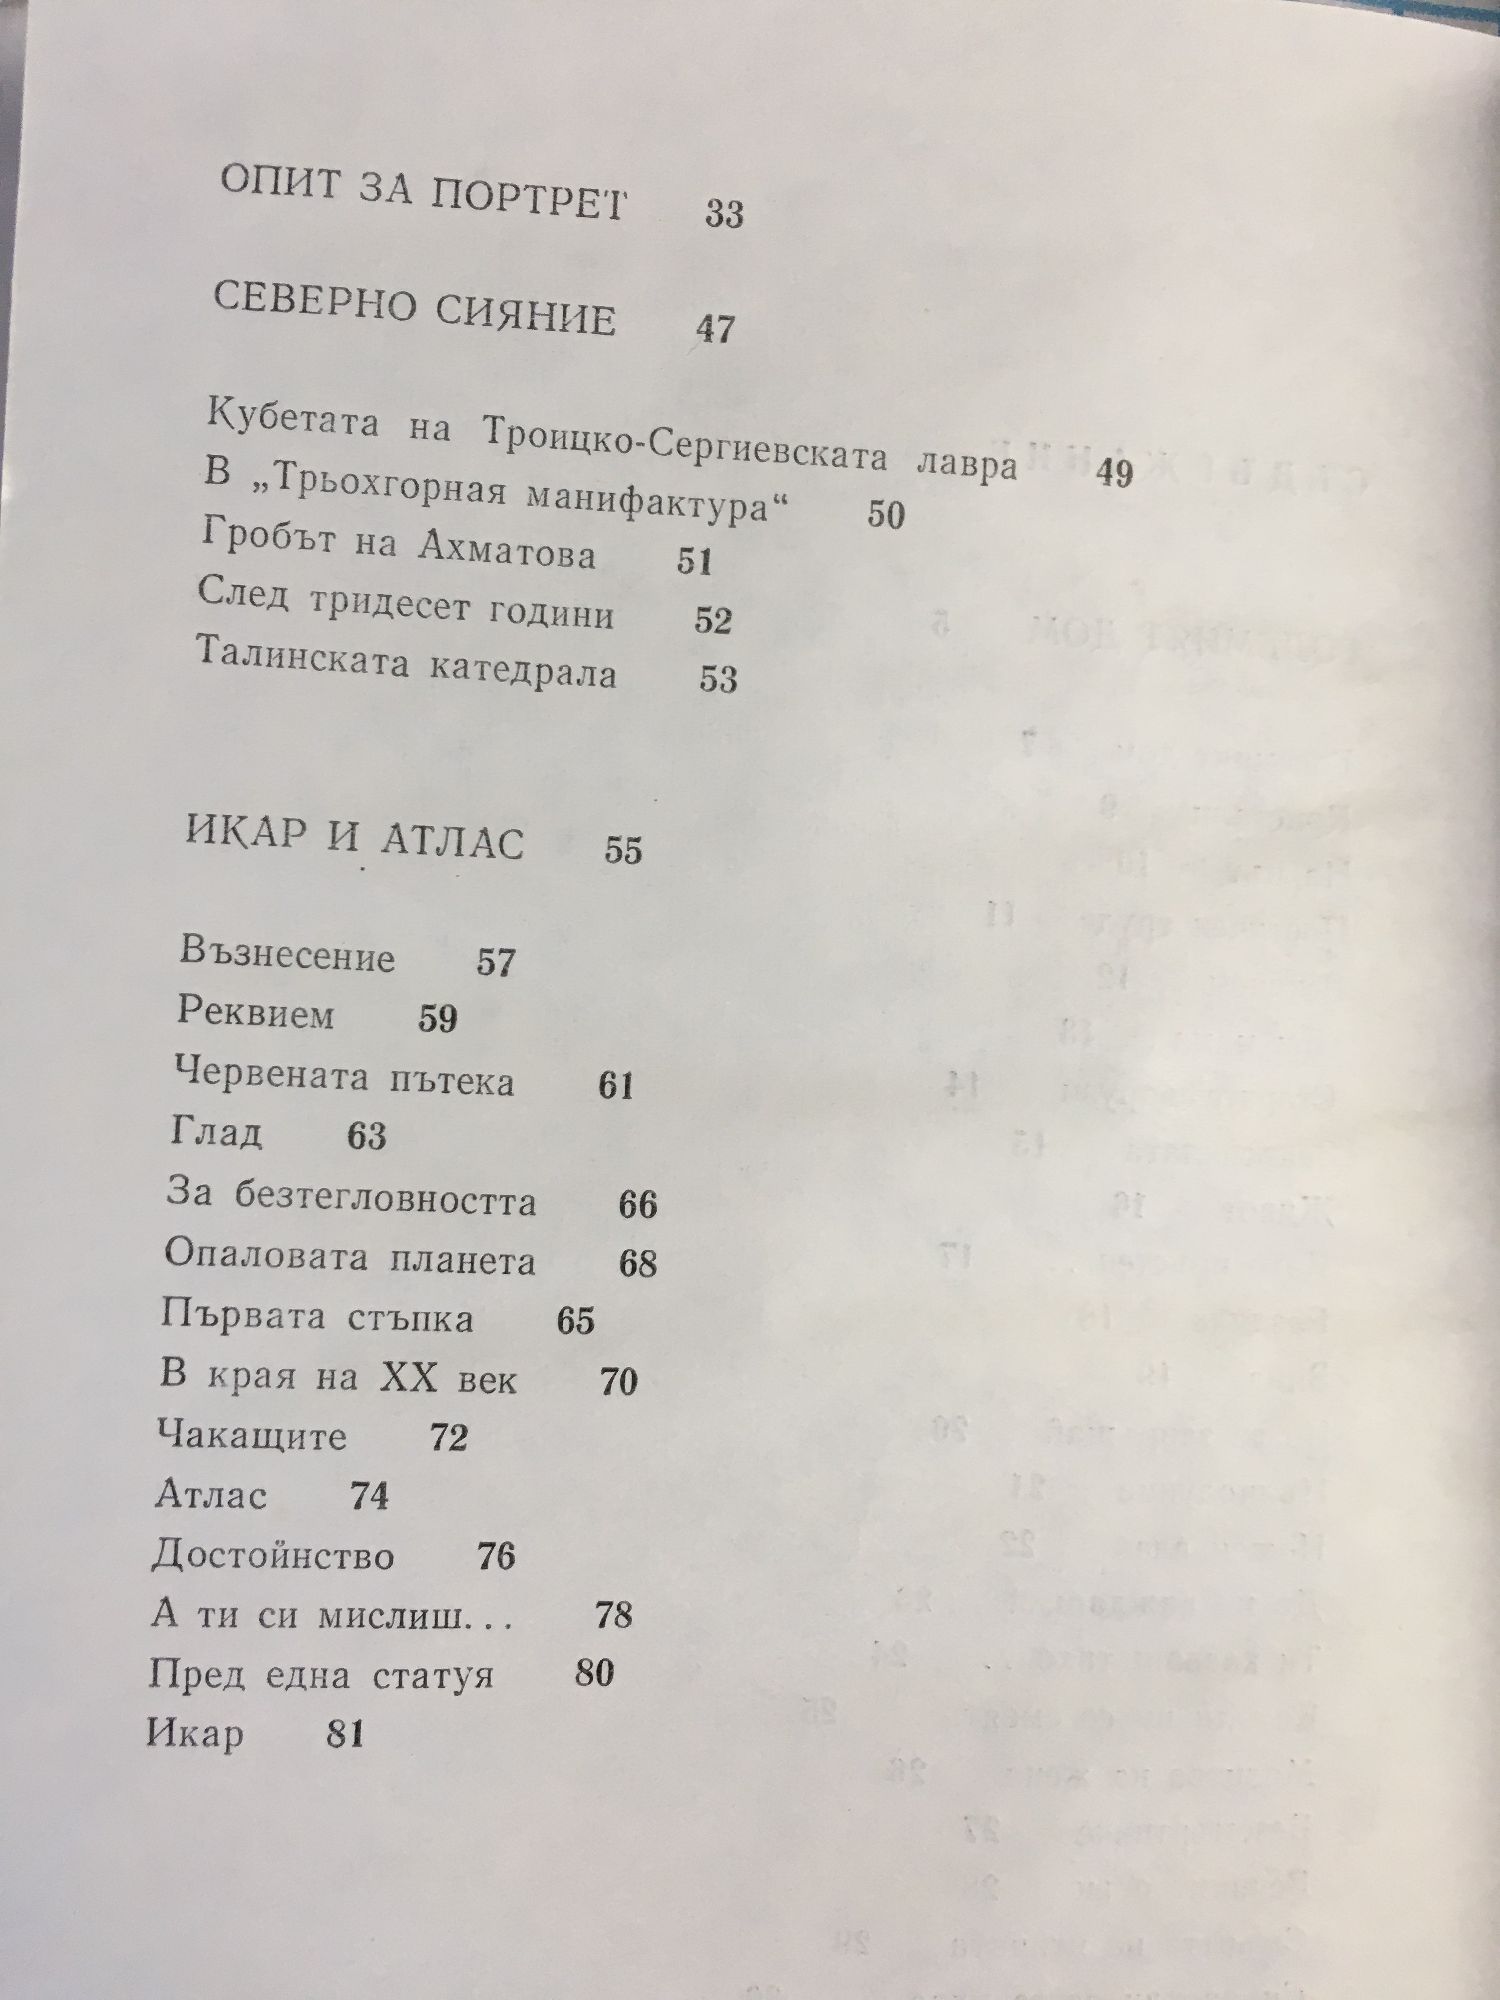 ОПИТ ЗА ПОРТРЕТ 33
СЕВЕРНО СИЯНИЕ 47
Кубетата на Троицко-Сергиевската лавра 49
В „Трьохгорная манифактура“ 50
Гробът на Ахматова 51
След тридесет години 52
Талинската катедрала 53
ИКАР И АТЛАС 55
Възнесение 57
Реквием 59
Червената пътека 61
Глад 63
За безтегловността 66
Опаловата планета 68
Първата стъпка 65
В края на XX век 70
Чакащите 72
Атлас 74
Достойнство 76
А ти си мислиш... 78
Пред една статуя 80
Икар 81